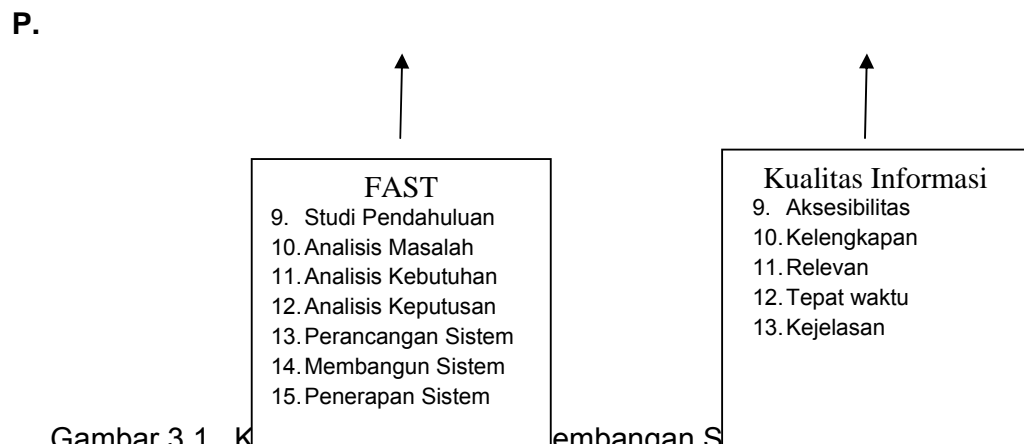 P.
FAST
9. Studi Pendahuluan
10. Analisis Masalah
11. Analisis Kebutuhan
12. Analisis Keputusan
13. Perancangan Sistem
14. Membangun Sistem
15. Penerapan Sistem
Kualitas Informasi
9. Aksesibilitas
10. Kelengkapan
11. Relevan
12. Tepat waktu
13. Kejelasan
Gambar 3.1